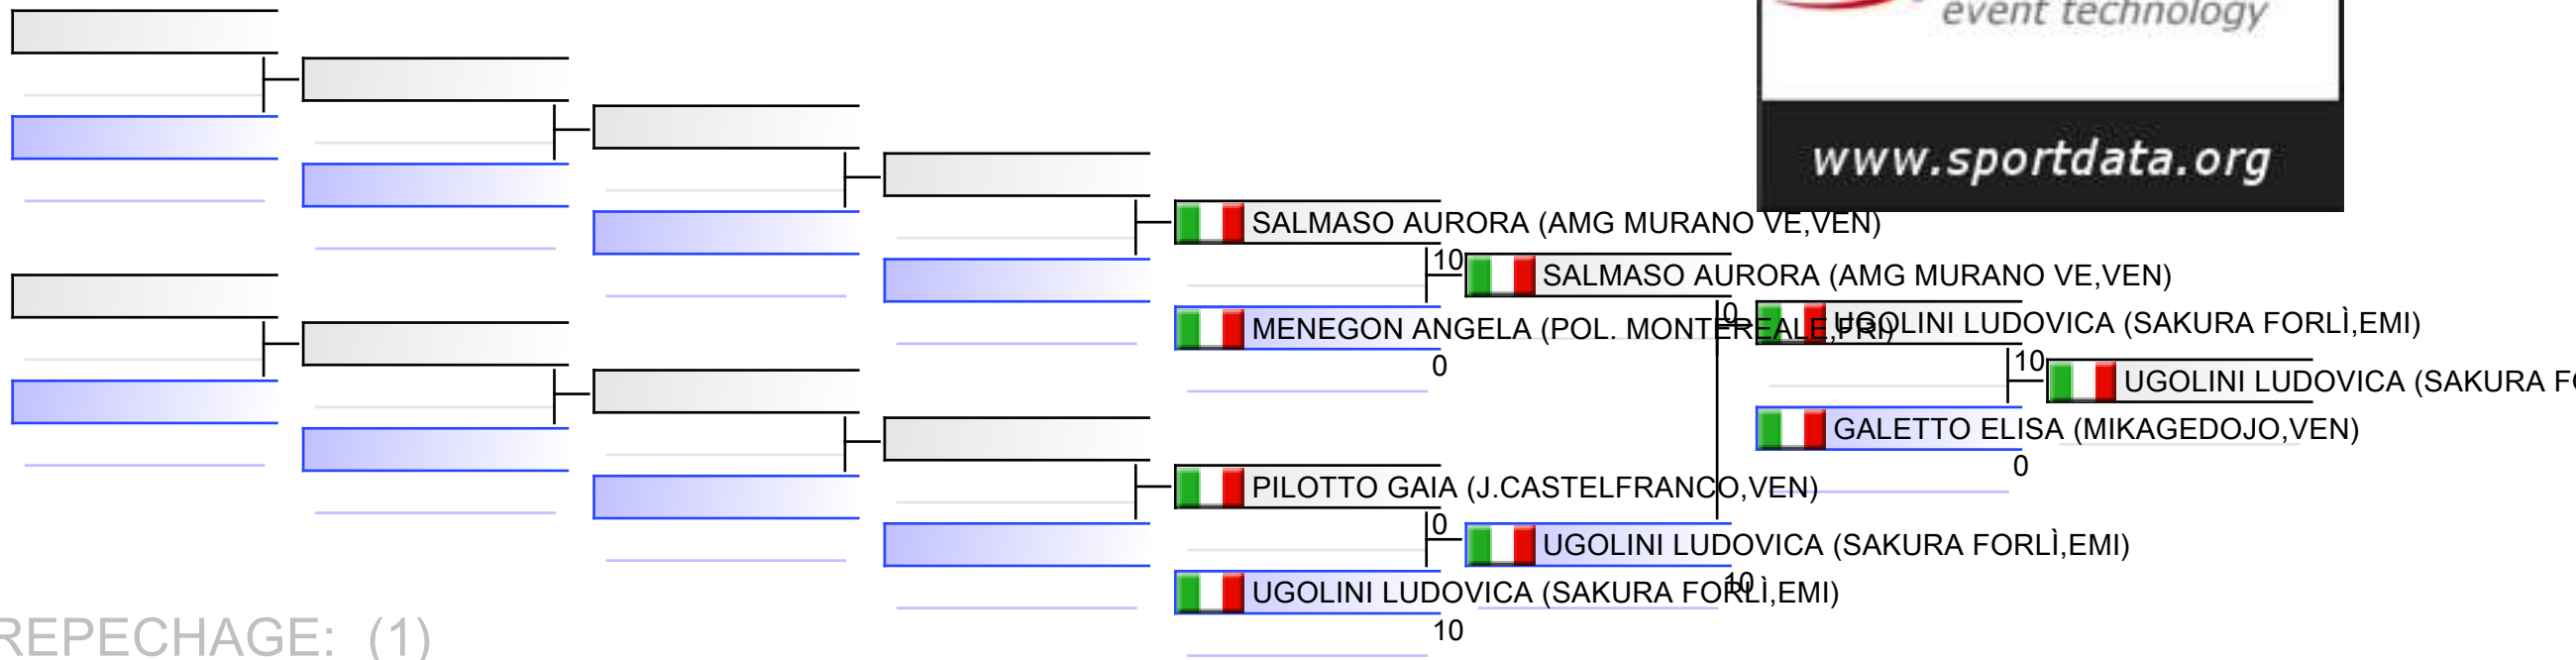 event technology
www.sportdata.org
SALMASO AURORA (AMG MURANO VE,VEN)
10
SALMASO AURORA (AMG MURANO VE,VEN)
0
MENEGON ANGELA (POL. MONTEREALE,FRI)
0
UGOLINI LUDOVICA (SAKURA FORLÌ,EMI)
10
UGOLINI LUDOVICA (SAKURA FO
GALETTO ELISA (MIKAGEDOJO,VEN)
0
PILOTTO GAIA (J.CASTELFRANCO,VEN)
0
UGOLINI LUDOVICA (SAKURA FORLÌ,EMI)
10
UGOLINI LUDOVICA (SAKURA FORLÌ,EMI)
10
REPECHAGE: (1)